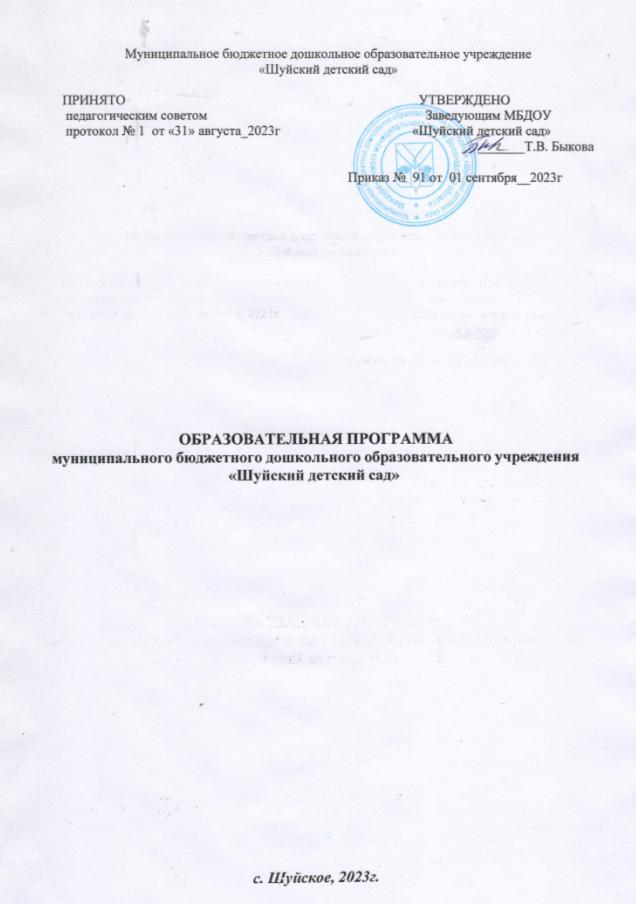 Муниципальное бюджетное дошкольное образовательное учреждение
«Шуйский детский сад»
ПРИНЯТО
педагогическим советом
протокол № 1 от «31» августа_2023г
УТВЕРЖДЕНО
Заведующим МБДОУ
«Шуйский детский сад»
_______Т.В. Быкова
Приказ № 91 от 01 сентября__2023г
ОБРАЗОВАТЕЛЬНАЯ ПРОГРАММА
муниципального бюджетного дошкольного образовательного учреждения
«Шуйский детский сад»
с. Шуйское, 2023г.